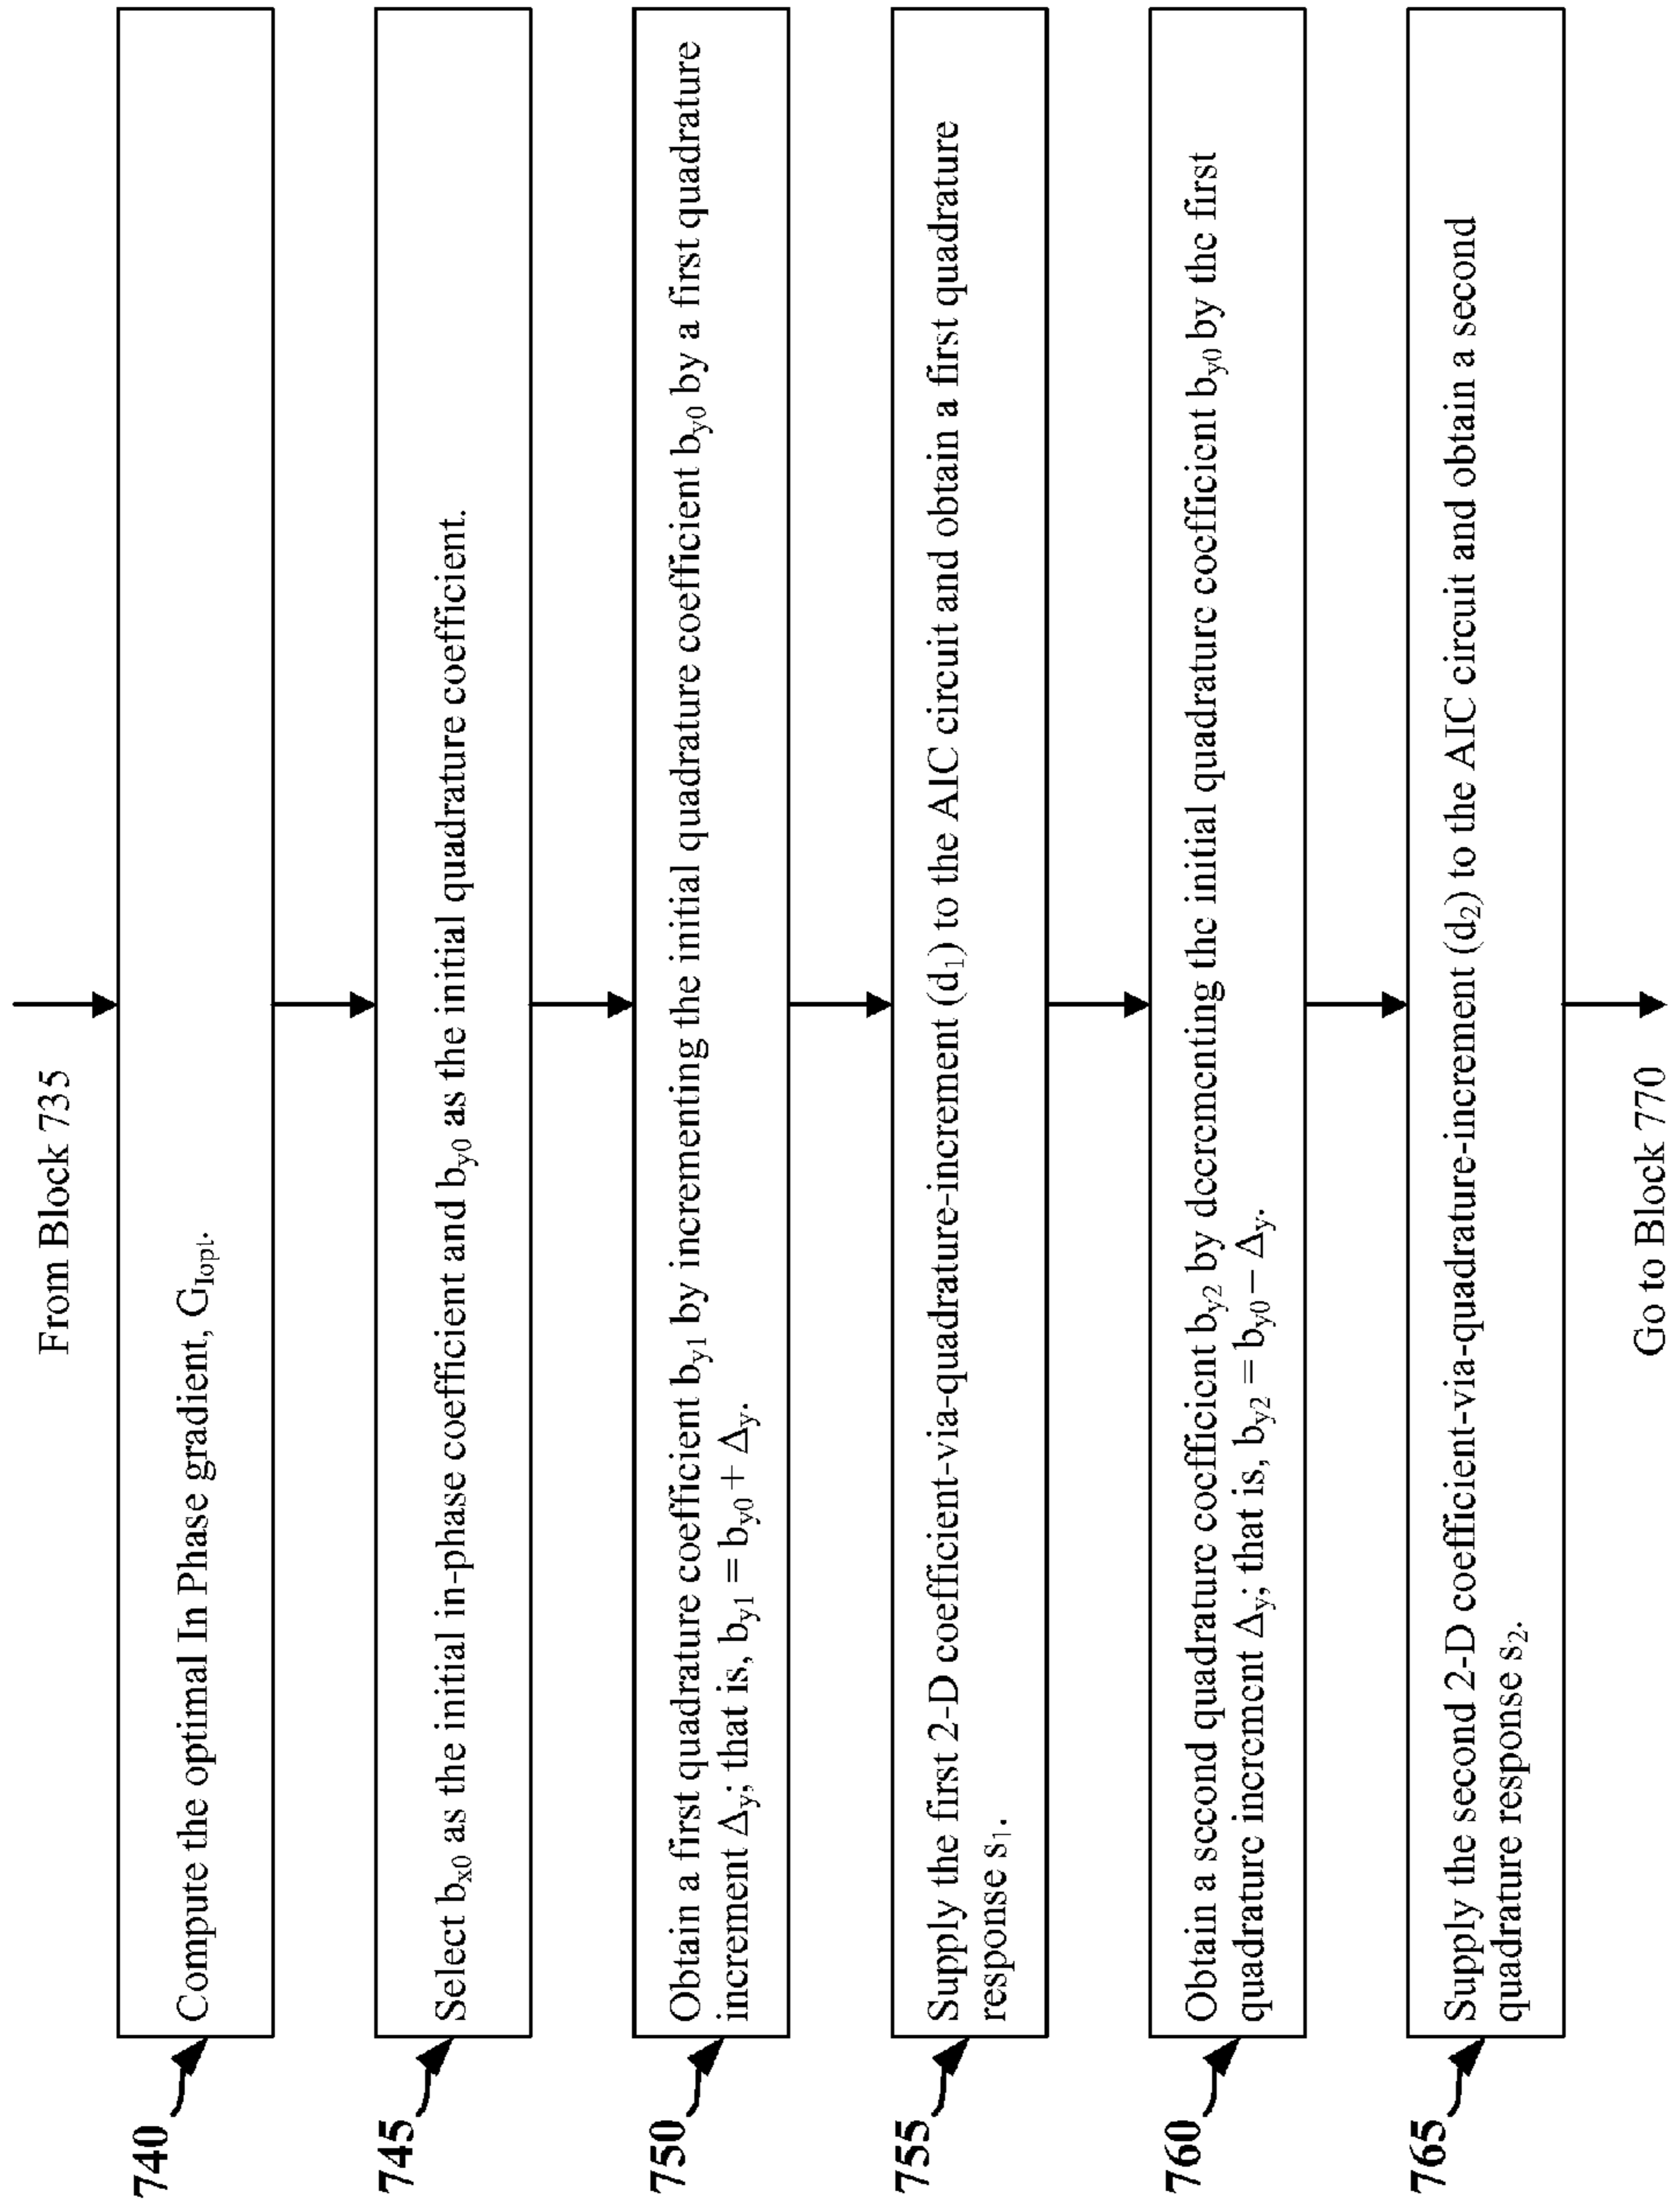 From Block 735
740
Compute the optimal In Phase gradient, G_Iopt.
745
Select b_x0 as the initial in-phase coefficient and b_y0 as the initial quadrature coefficient.
750
Obtain a first quadrature coefficient b_y1 by incrementing the initial quadrature coefficient b_y0 by a first quadrature
increment Δ_y; that is, b_y1 = b_y0 + Δ_y.
755
Supply the first 2-D coefficient-via-quadrature-increment (d_1) to the AIC circuit and obtain a first quadrature
response s_1.
760
Obtain a second quadrature coefficient b_y2 by decrementing the initial quadrature coefficient b_y0 by the first
quadrature increment Δ_y; that is, b_y2 = b_y0 – Δ_y.
765
Supply the second 2-D coefficient-via-quadrature-increment (d_2) to the AIC circuit and obtain a second
quadrature response s_2.
Go to Block 770